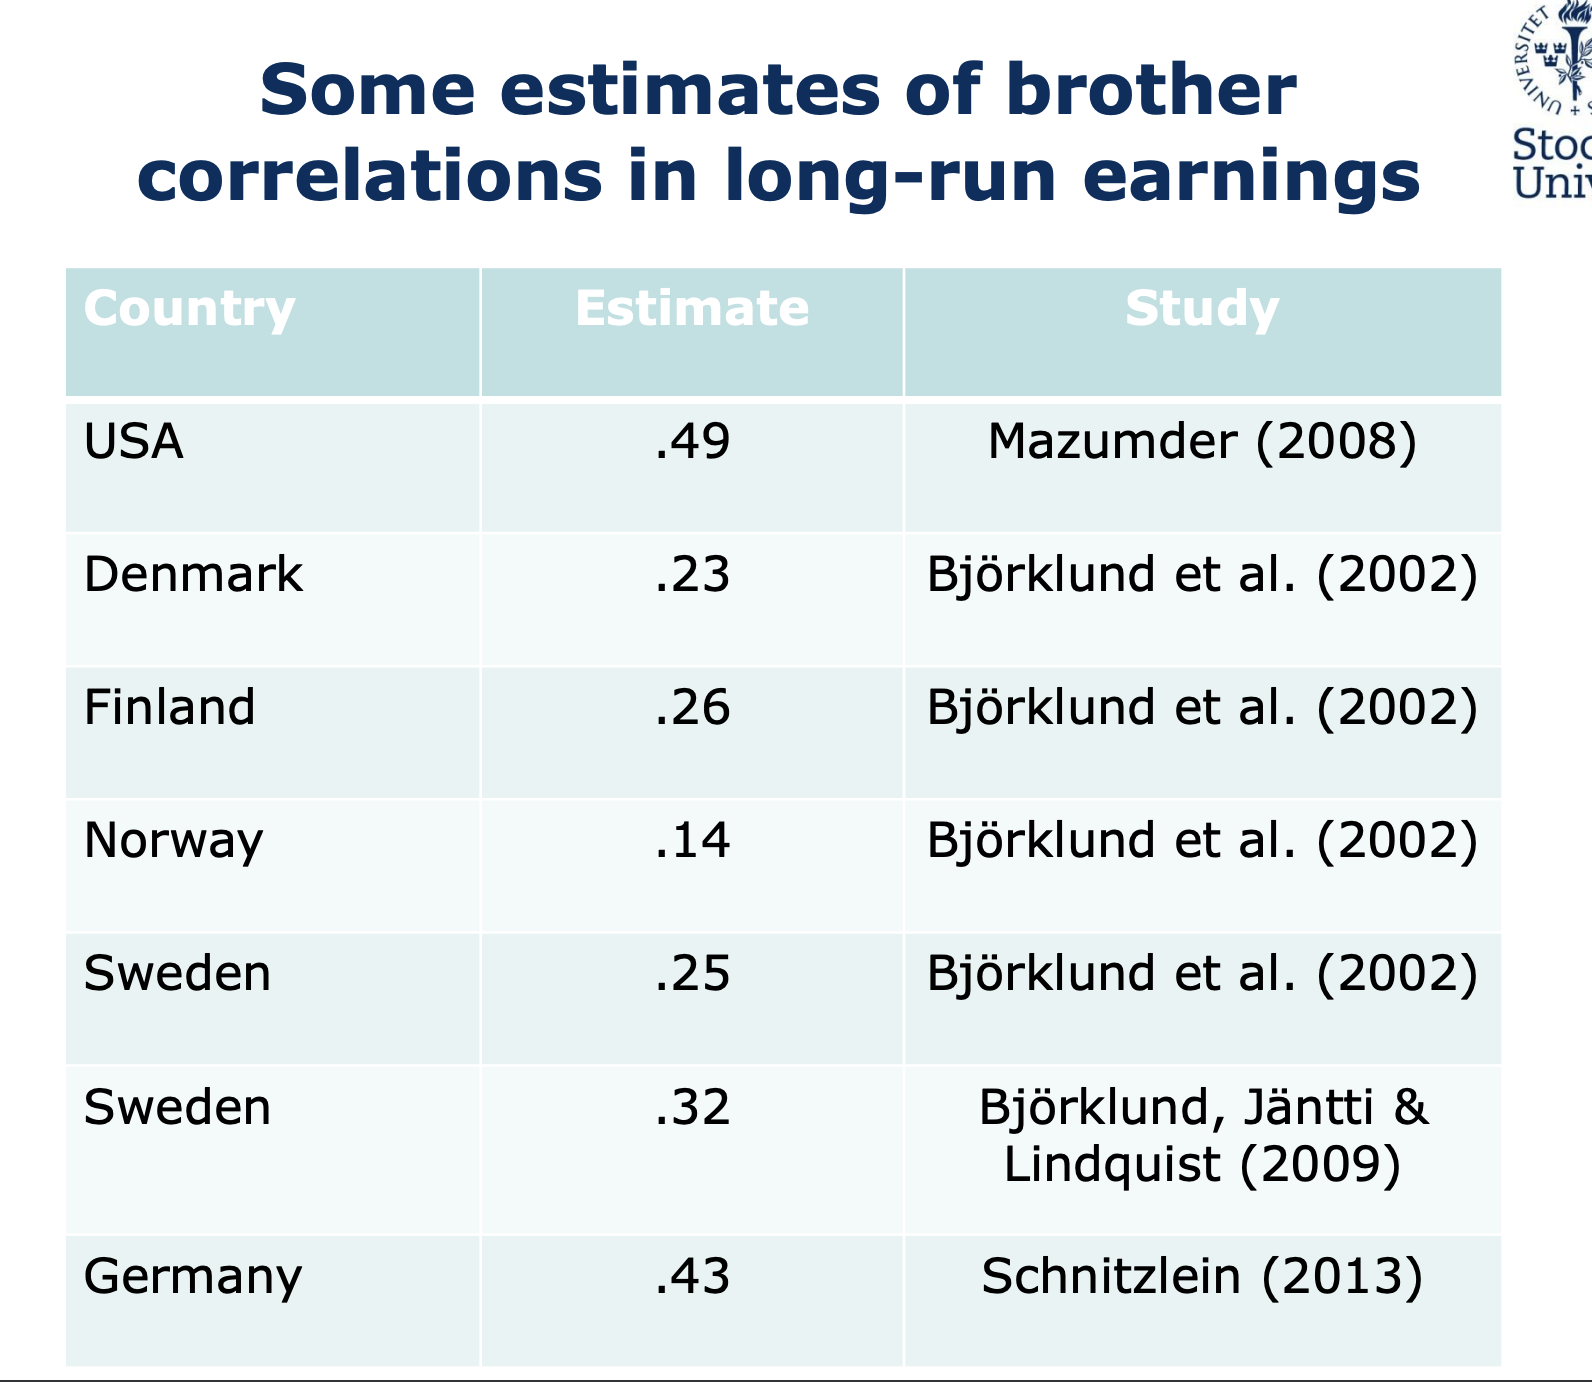 Some estimates of brother
correlations in long-run earnings
UNIVERSITET
Country Estimate Study
USA .49 Mazumder (2008)
Denmark .23 Björklund et al. (2002)
Finland .26 Björklund et al. (2002)
Norway .14 Björklund et al. (2002)
Sweden .25 Björklund et al. (2002)
Sweden .32 Björklund, Jäntti &
Lindquist (2009)
Germany .43 Schnitzlein (2013)